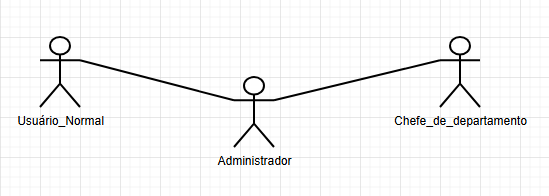 Usuário_Normal
Chefe_de_departamento
Administrador